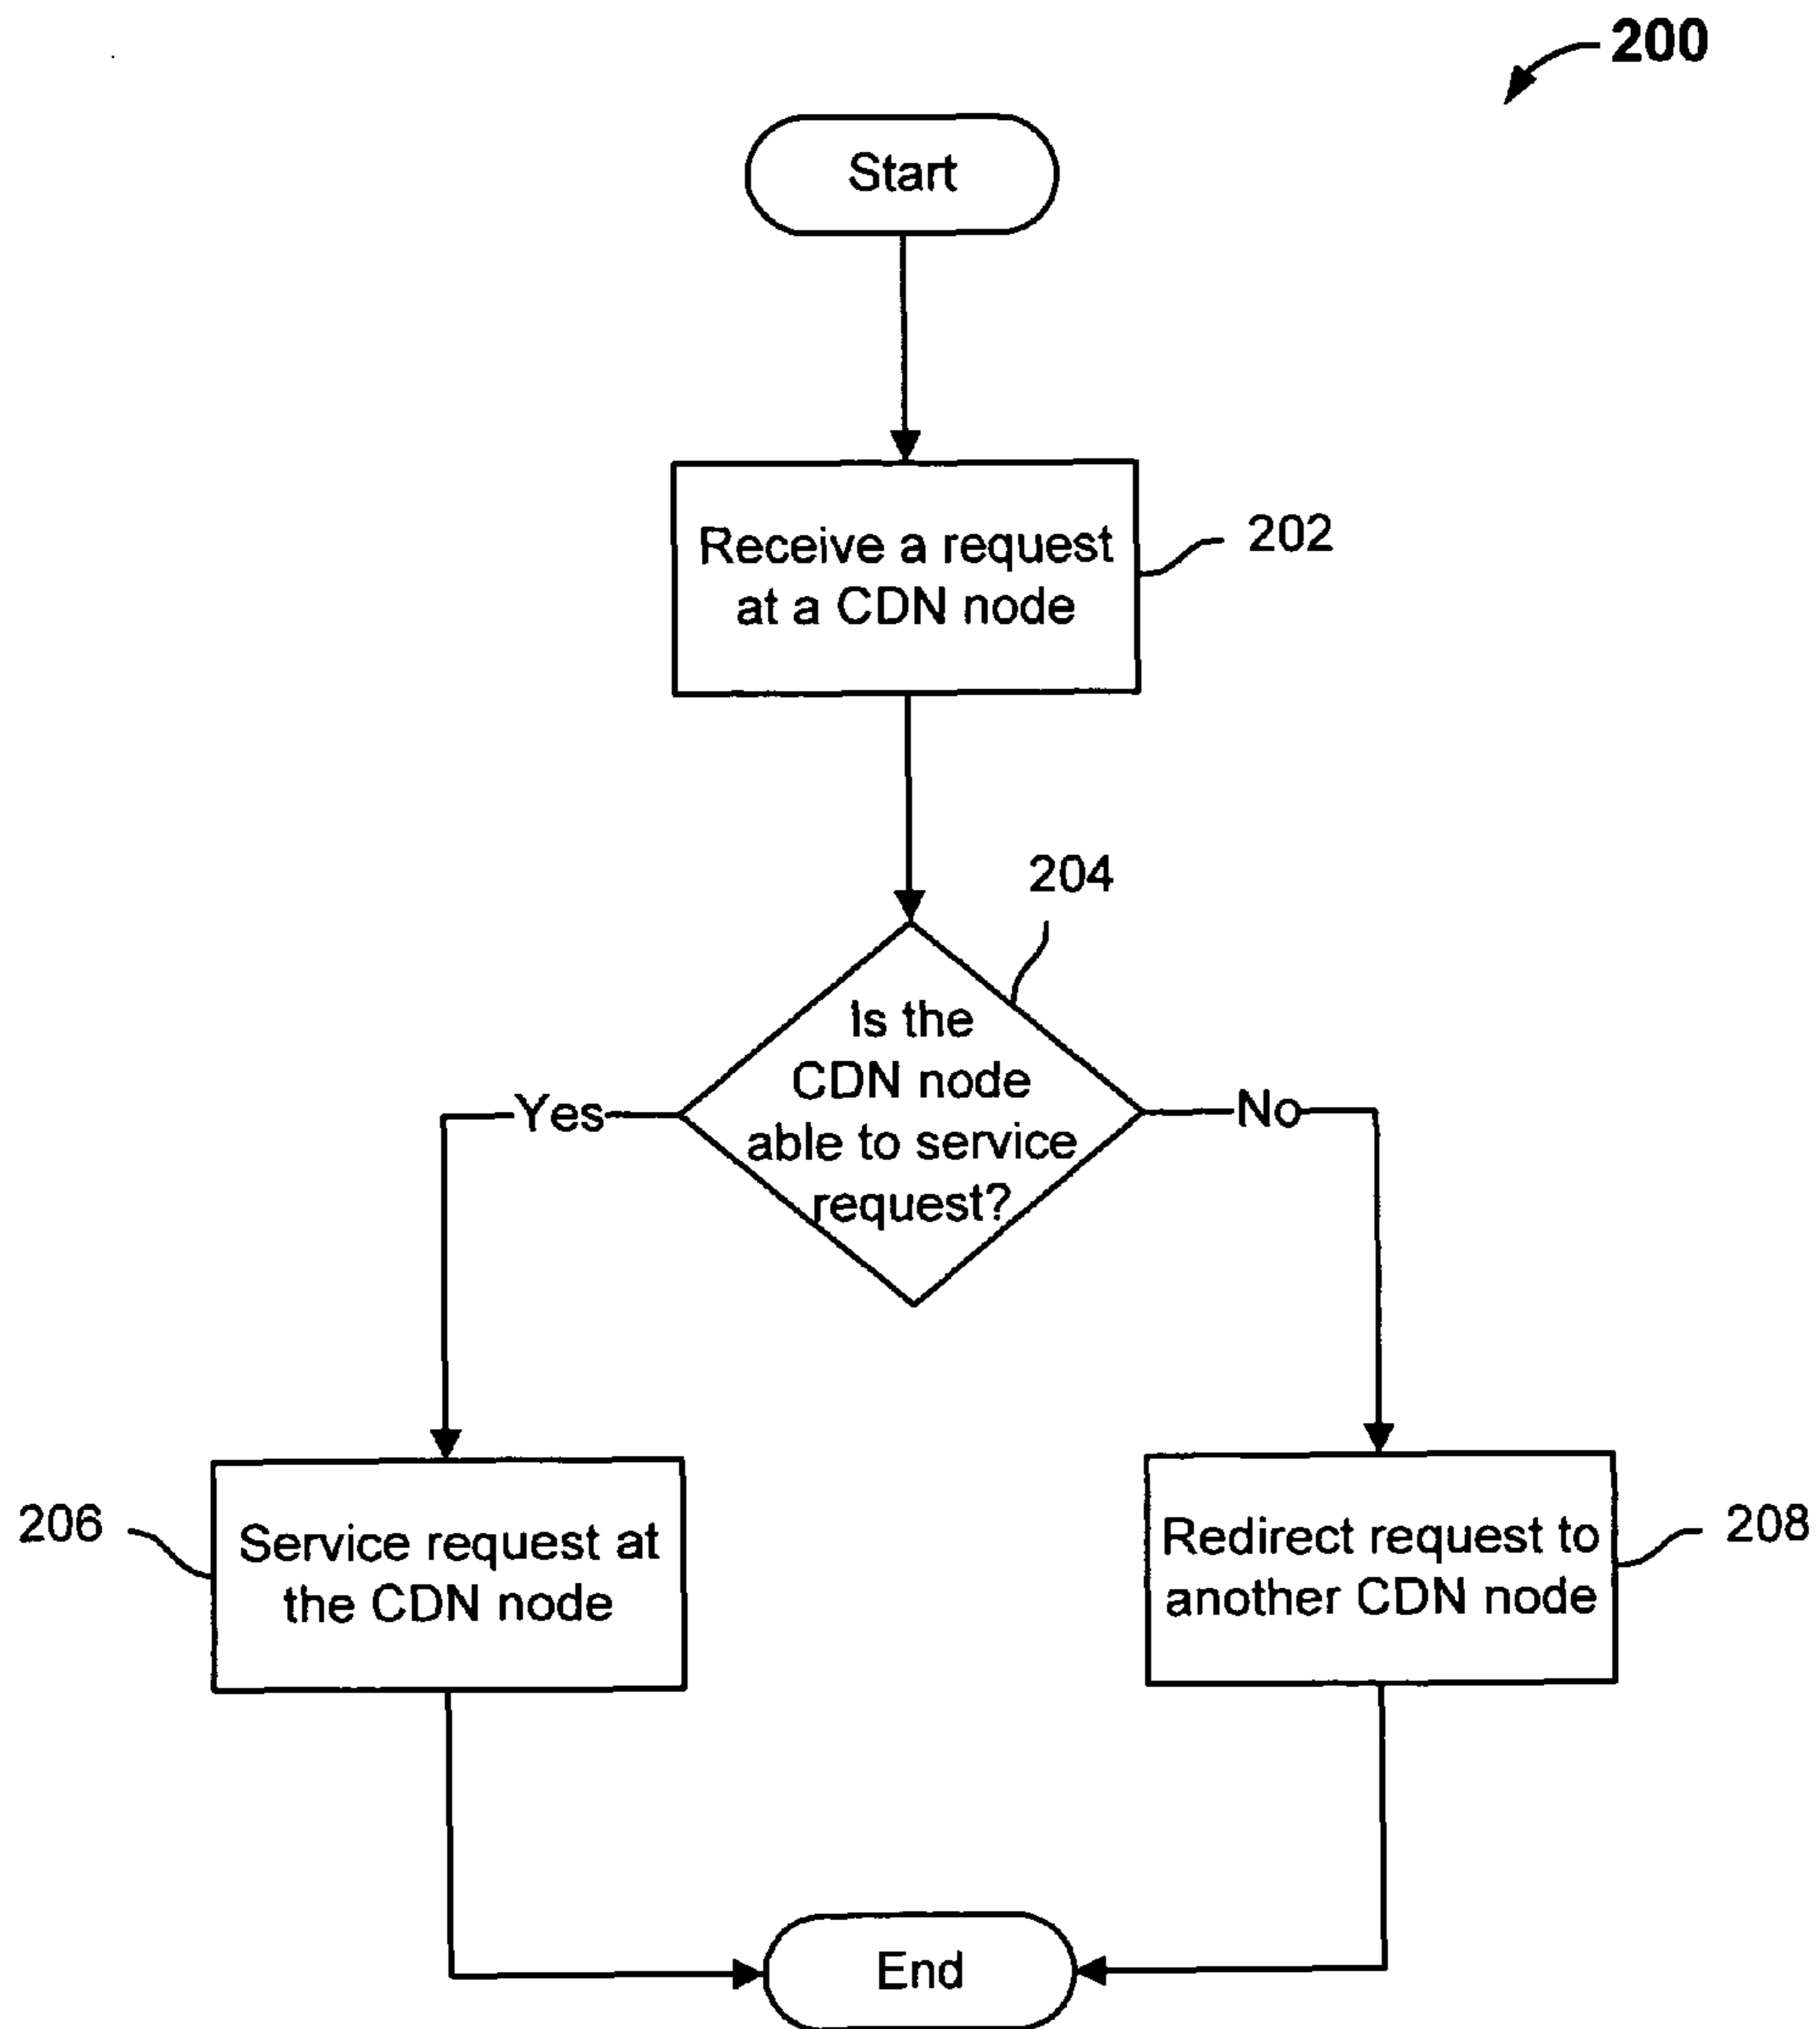 200
Start
Receive a request
at a CDN node
202
204
Is the
CDN node
able to service
request?
Yes
No
206
Service request at
the CDN node
Redirect request to
another CDN node
208
End